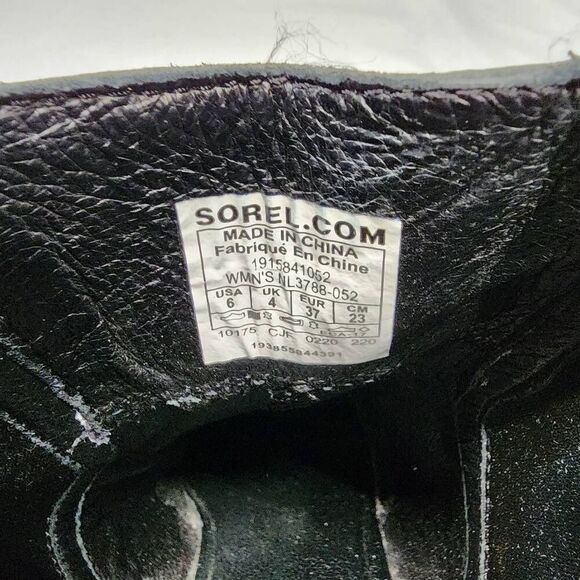 SOREL.COM
MADE IN CHINA
Fabriqué En Chine
1915841052
WMN'S NL3788-052
USA UK EUR CM
6 4 37 23
10175 CJF 0220 220